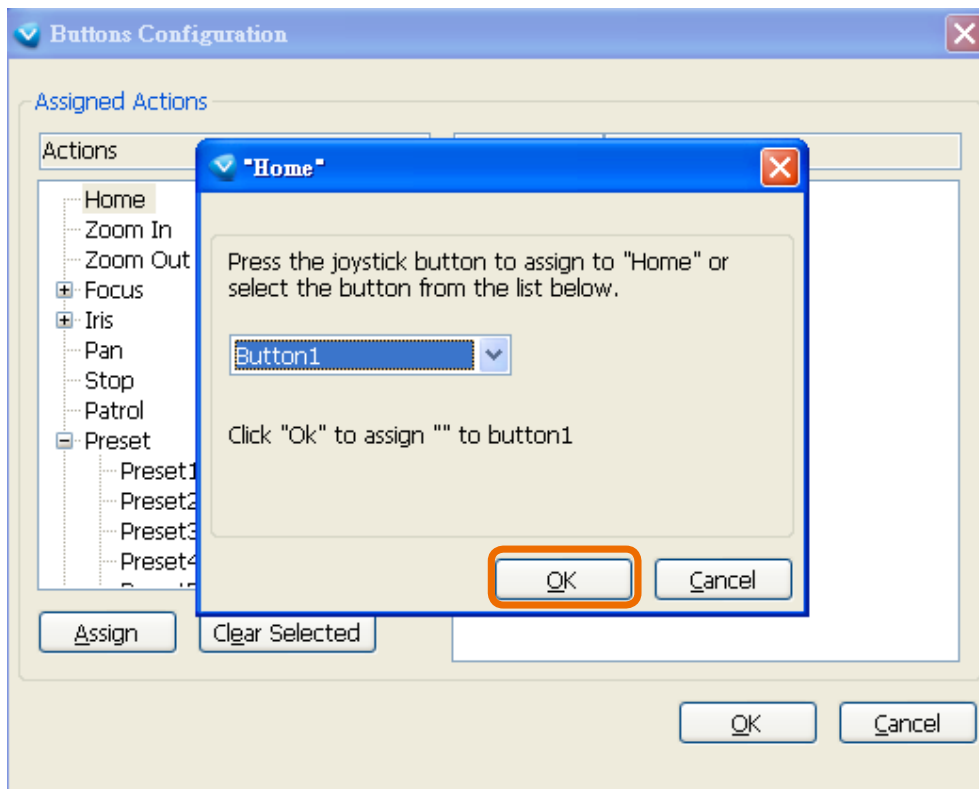 Buttons Configuration
Assigned Actions
Actions
Home
Zoom In
Zoom Out
Focus
Iris
Pan
Stop
Patrol
Preset
Preset1
Preset2
Preset3
Preset4
"Home"
Press the joystick button to assign to "Home" or
select the button from the list below.
Button1
Click "Ok" to assign "" to button1
OK
Cancel
Assign
Clear Selected
OK
Cancel